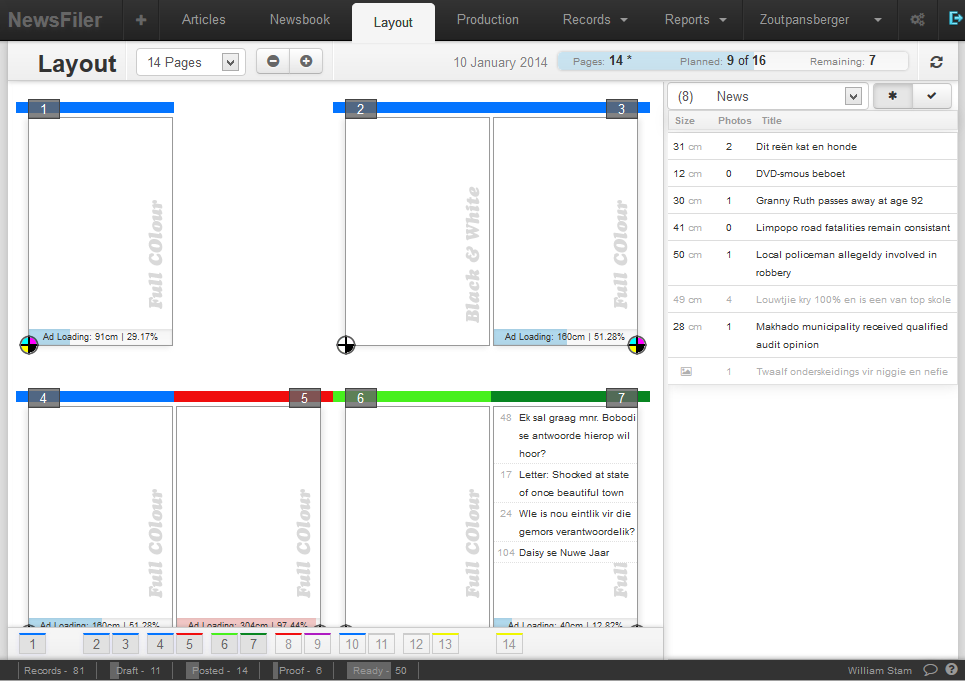 NewsFiler Articles Newsbook Layout Production Records Reports Zoutpansberger
Layout 14 Pages 10 January 2014 Pages: 14 * Planned: 9 of 16 Remaining: 7
1
2
3
Full COlour
Black & White
Full COlour
Ad Loading: 91cm | 29.17%
Ad Loading: 160cm | 51.28%
4
5
6
7
Full COlour
Full COlour
Full COlour
48 Ek sal graag mnr. Bobodi
se antwoorde hierop wil
hoor?
17 Letter: Shocked at state
of once beautiful town
24 WIe is nou eintlik vir die
gemors verantwoordelik?
104 Daisy se Nuwe Jaar
Full
Ad Loading: 160cm | 51.28%
Ad Loading: 304cm | 97.44%
Ad Loading: 40cm | 12.82%
(8) News
Size Photos Title
31 cm 2 Dit reën kat en honde
12 cm 0 DVD-smous beboet
30 cm 1 Granny Ruth passes away at age 92
41 cm 0 Limpopo road fatalities remain consistant
50 cm 1 Local policeman allegeldy involved in
robbery
49 cm 4 Louwtjie kry 100% en is een van top skole
28 cm 1 Makhado municipality received qualified
audit opinion
1 Twaalf onderskeidings vir niggie en nefie
1 2 3 4 5 6 7 8 9 10 11 12 13 14
Records - 81 Draft - 11 Posted - 14 Proof - 6 Ready - 50 William Stam